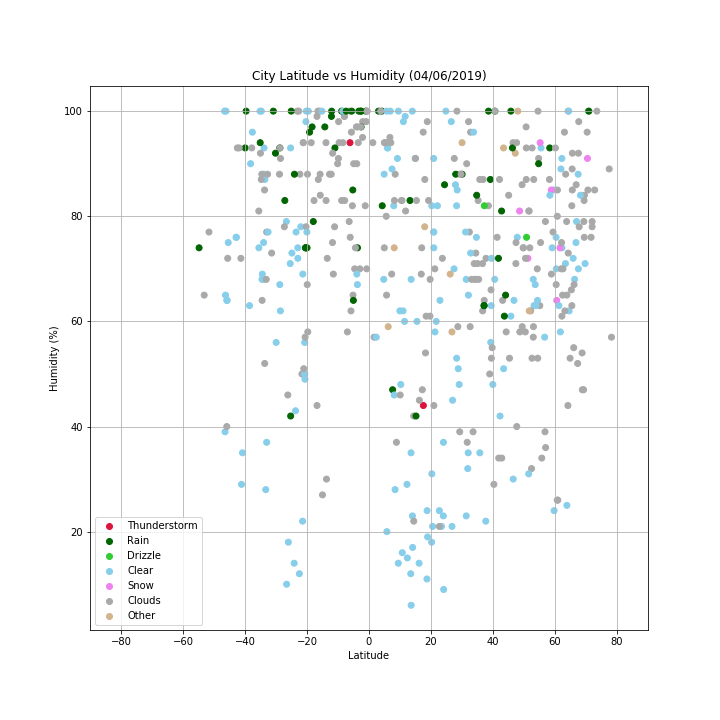 City Latitude vs Humidity (04/06/2019)
Humidity (%)
100
80
60
40
20
Thunderstorm
Rain
Drizzle
Clear
Snow
Clouds
Other
−80 −60 −40 −20 0 20 40 60 80
Latitude